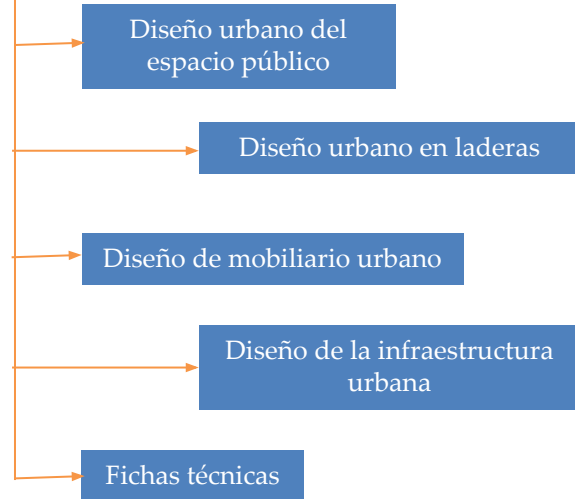 Diseño urbano del
espacio público
Diseño urbano en laderas
Diseño de mobiliario urbano
Diseño de la infraestructura
urbana
Fichas técnicas